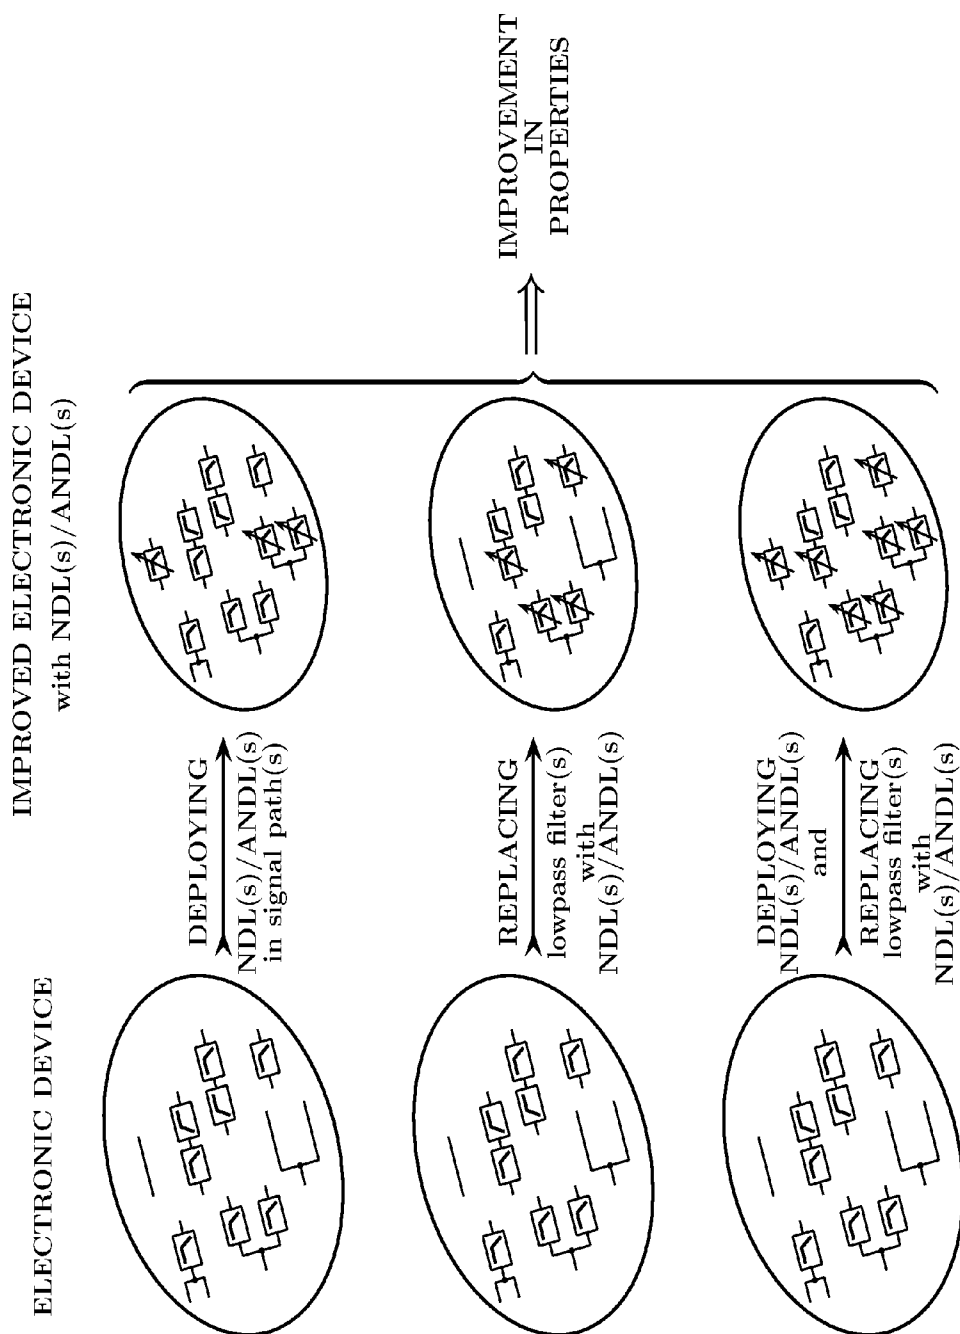 ELECTRONIC DEVICE
IMPROVED ELECTRONIC DEVICE
with NDL(s)/ANDL(s)
DEPLOYING
NDL(s)/ANDL(s)
in signal path(s)
REPLACING
lowpass filter(s)
with
NDL(s)/ANDL(s)
DEPLOYING
NDL(s)/ANDL(s)
and
REPLACING
lowpass filter(s)
with
NDL(s)/ANDL(s)
IMPROVEMENT
IN
PROPERTIES